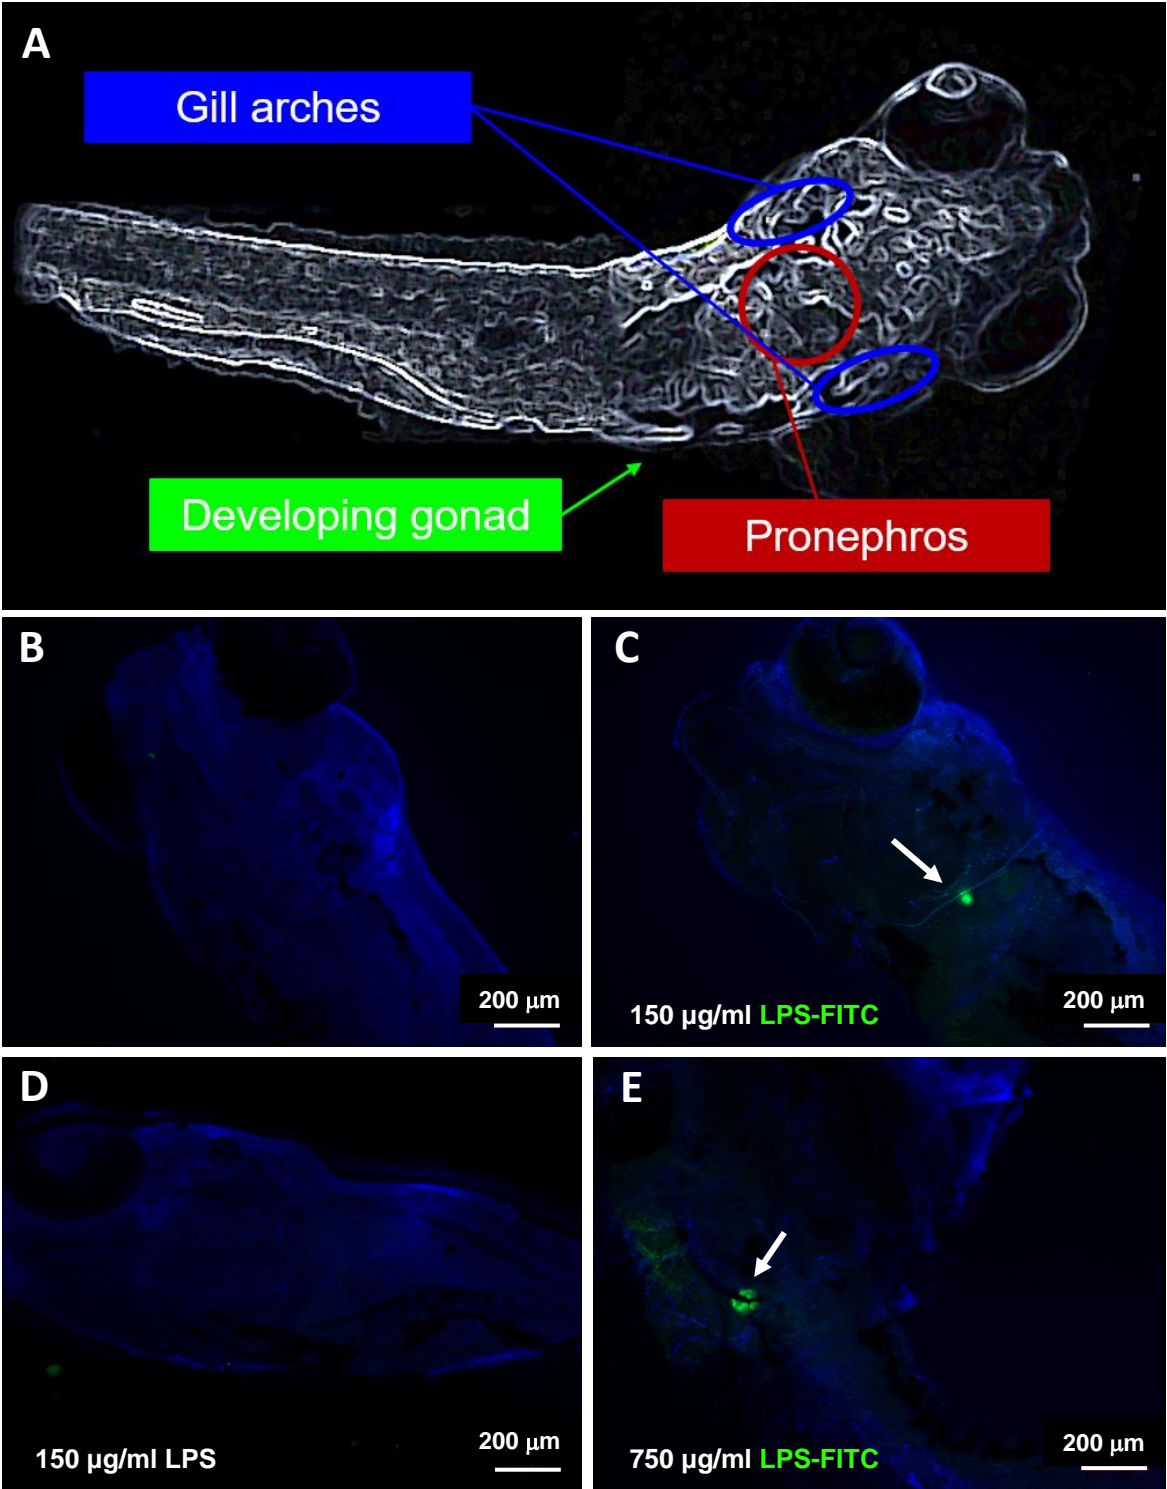 A
Gill arches
Developing gonad
Pronephros
B
200 μm
C
150 μg/ml LPS-FITC
200 μm
D
150 μg/ml LPS
200 μm
E
750 μg/ml LPS-FITC
200 μm